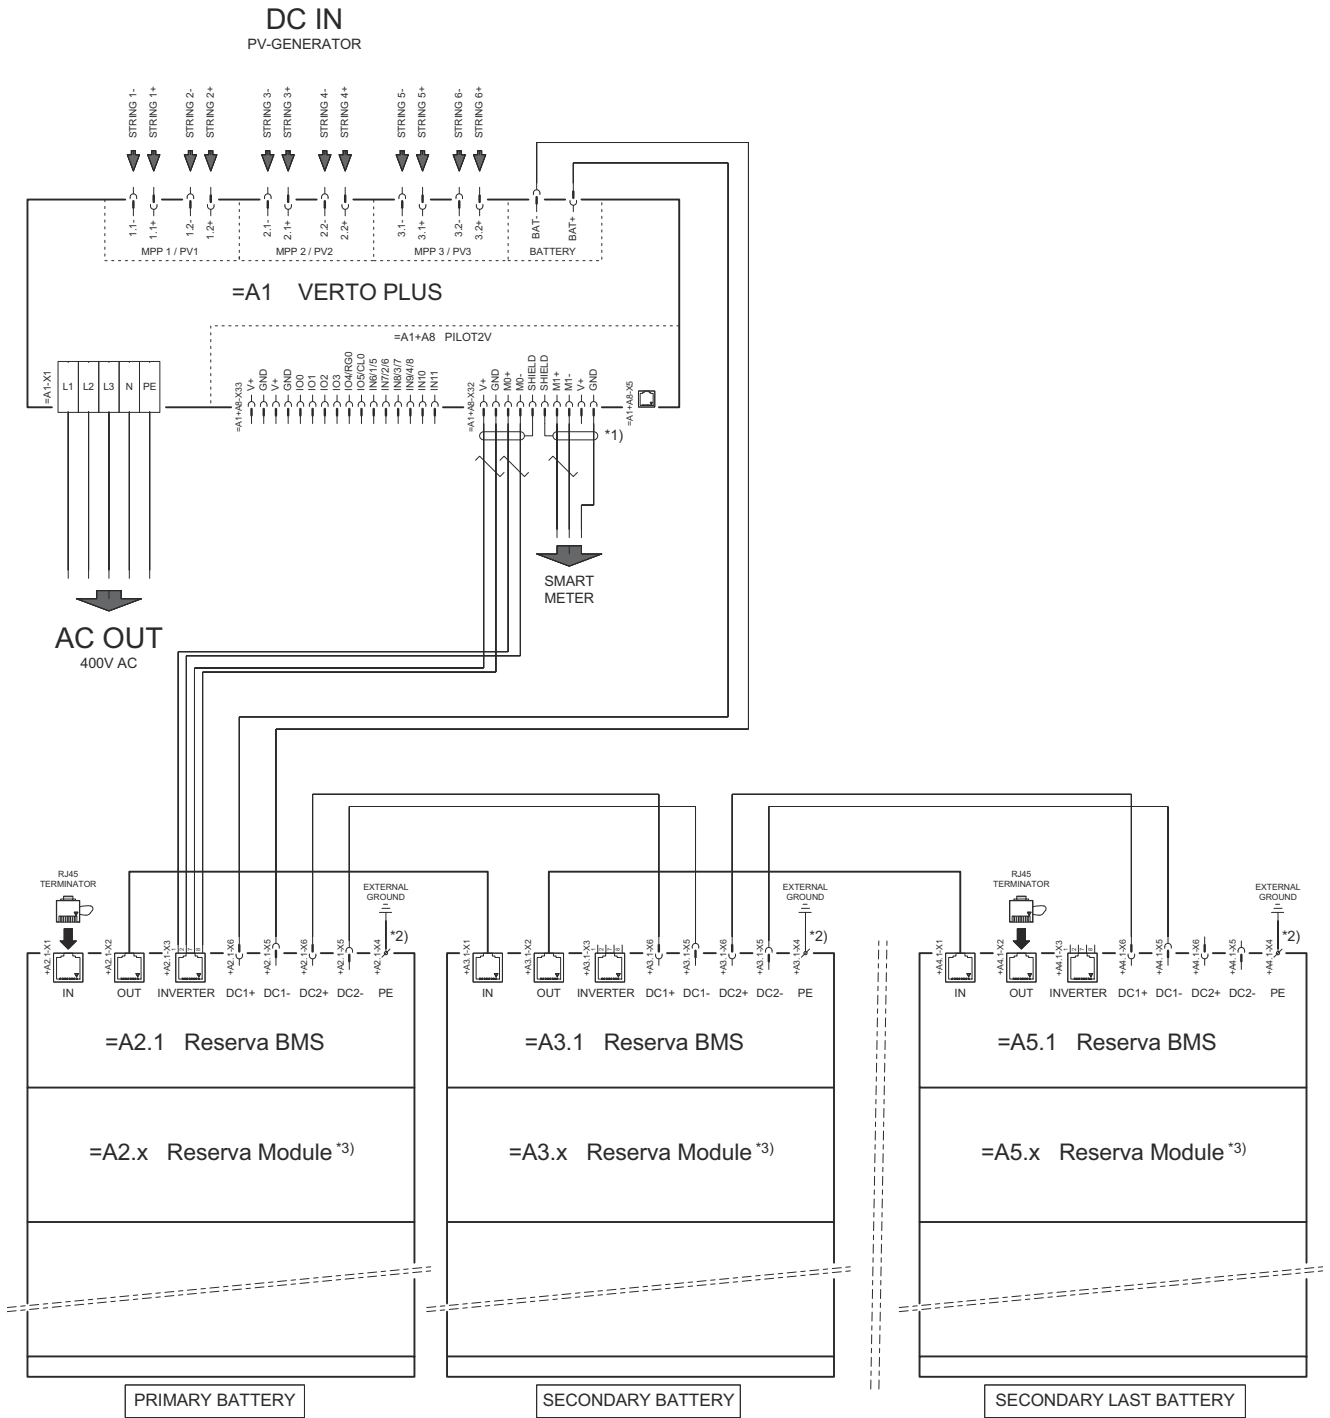 DC IN
PV-GENERATOR
STRING 1-
STRING 1+
STRING 2-
STRING 2+
STRING 3-
STRING 3+
STRING 4-
STRING 4+
STRING 5-
STRING 5+
STRING 6-
STRING 6+
1.1-
1.1+
1.2-
1.2+
2.1-
2.1+
2.2-
2.2+
3.1-
3.1+
3.2-
3.2+
BAT-
BAT+
MPP 1 / PV1
MPP 2 / PV2
MPP 3 / PV3
BATTERY
=A1 VERTO PLUS
=A1+A8 PILOT2V
=A1-X1
L1
L2
L3
N
PE
=A1+A8-X33
V+
GND
V+
GND
IO0
IO1
IO2
IO3
IO4/RG0
IO5/CL0
IN6/1/5
IN7/2/6
IN8/3/7
IN9/4/8
IN10
IN11
=A1+A8-X32
V+
GND
M0+
M0-
SHIELD
SHIELD
M1+
M1-
V+
GND
=A1+A8-X5
*1)
SMART
METER
AC OUT
400V AC
RJ45
TERMINATOR
EXTERNAL
GROUND
*2)
+A2.1-X1
+A2.1-X2
+A2.1-X3
1
2
7
8
+A2.1-X6
+A2.1-X5
+A2.1-X6
+A2.1-X5
+A2.1-X4
IN
OUT
INVERTER
DC1+
DC1-
DC2+
DC2-
PE
=A2.1 Reserva BMS
=A2.x Reserva Module *3)
PRIMARY BATTERY
EXTERNAL
GROUND
*2)
+A3.1-X1
+A3.1-X2
+A3.1-X3
1
2
7
8
+A3.1-X6
+A3.1-X5
+A3.1-X6
+A3.1-X5
+A3.1-X4
IN
OUT
INVERTER
DC1+
DC1-
DC2+
DC2-
PE
=A3.1 Reserva BMS
=A3.x Reserva Module *3)
SECONDARY BATTERY
RJ45
TERMINATOR
EXTERNAL
GROUND
*2)
+A4.1-X1
+A4.1-X2
+A4.1-X3
1
2
7
8
+A4.1-X6
+A4.1-X5
+A4.1-X6
+A4.1-X5
+A4.1-X4
IN
OUT
INVERTER
DC1+
DC1-
DC2+
DC2-
PE
=A5.1 Reserva BMS
=A5.x Reserva Module *3)
SECONDARY LAST BATTERY